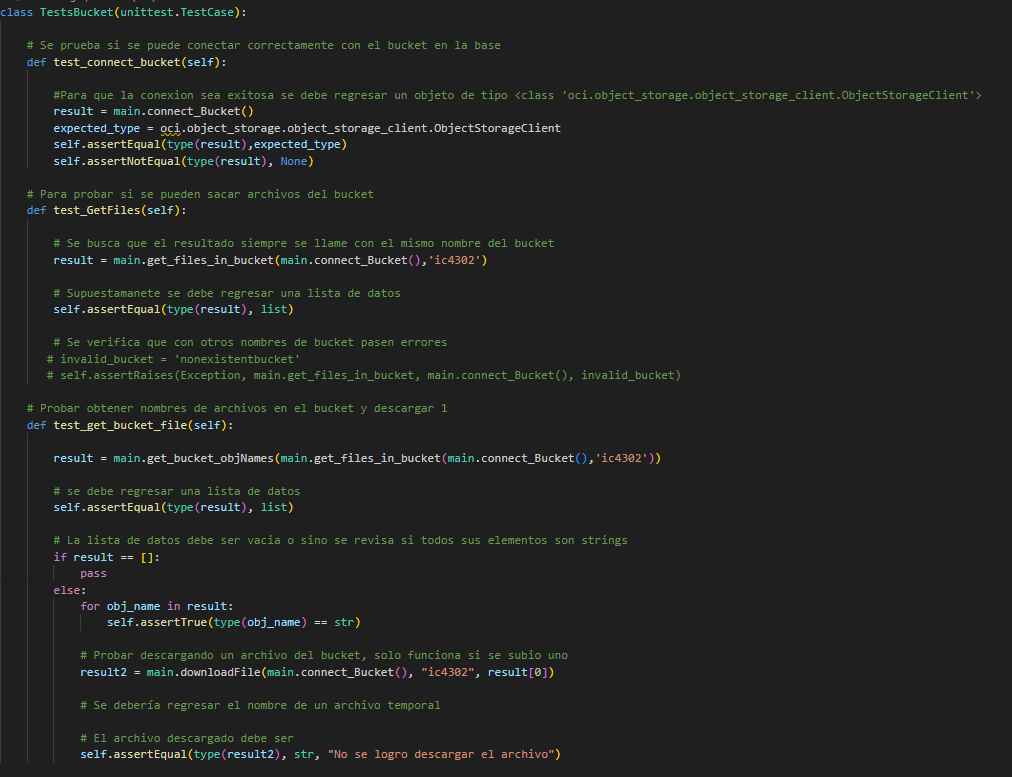 class TestsBucket(unittest.TestCase):
# Se prueba si se puede conectar correctamente con el bucket en la base
def test_connect_bucket(self):
#Para que la conexion sea exitosa se debe regresar un objeto de tipo <class 'oci.object_storage.object_storage_client.ObjectStorageClient'>
result = main.connect_Bucket()
expected_type = oci.object_storage.object_storage_client.ObjectStorageClient
self.assertEqual(type(result),expected_type)
self.assertNotEqual(type(result), None)
# Para probar si se pueden sacar archivos del bucket
def test_GetFiles(self):
# Se busca que el resultado siempre se llame con el mismo nombre del bucket
result = main.get_files_in_bucket(main.connect_Bucket(),'ic4302')
# Supuestamanete se debe regresar una lista de datos
self.assertEqual(type(result), list)
# Se verifica que con otros nombres de bucket pasen errores
# invalid_bucket = 'nonexistentbucket'
# self.assertRaises(Exception, main.get_files_in_bucket, main.connect_Bucket(), invalid_bucket)
# Probar obtener nombres de archivos en el bucket y descargar 1
def test_get_bucket_file(self):
result = main.get_bucket_objNames(main.get_files_in_bucket(main.connect_Bucket(),'ic4302'))
# se debe regresar una lista de datos
self.assertEqual(type(result), list)
# La lista de datos debe ser vacia o sino se revisa si todos sus elementos son strings
if result == []:
pass
else:
for obj_name in result:
self.assertTrue(type(obj_name) == str)
# Probar descargando un archivo del bucket, solo funciona si se subio uno
result2 = main.downloadFile(main.connect_Bucket(), "ic4302", result[0])
# Se debería regresar el nombre de un archivo temporal
# El archivo descargado debe ser
self.assertEqual(type(result2), str, "No se logro descargar el archivo")